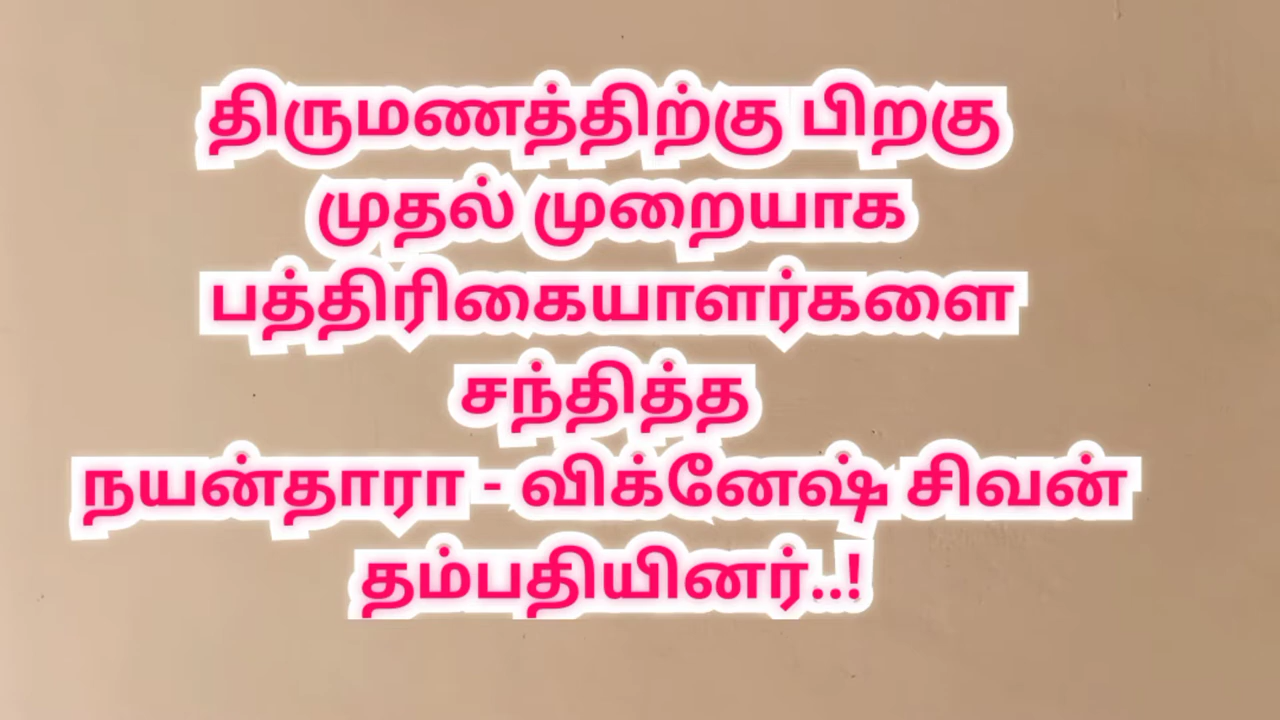 திருமணத்திற்கு பிறகு
முதல் முறையாக
பத்திரிகையாளர்களை
சந்தித்த
நயன்தாரா - விக்னேஷ் சிவன்
தம்பதியினர்..!